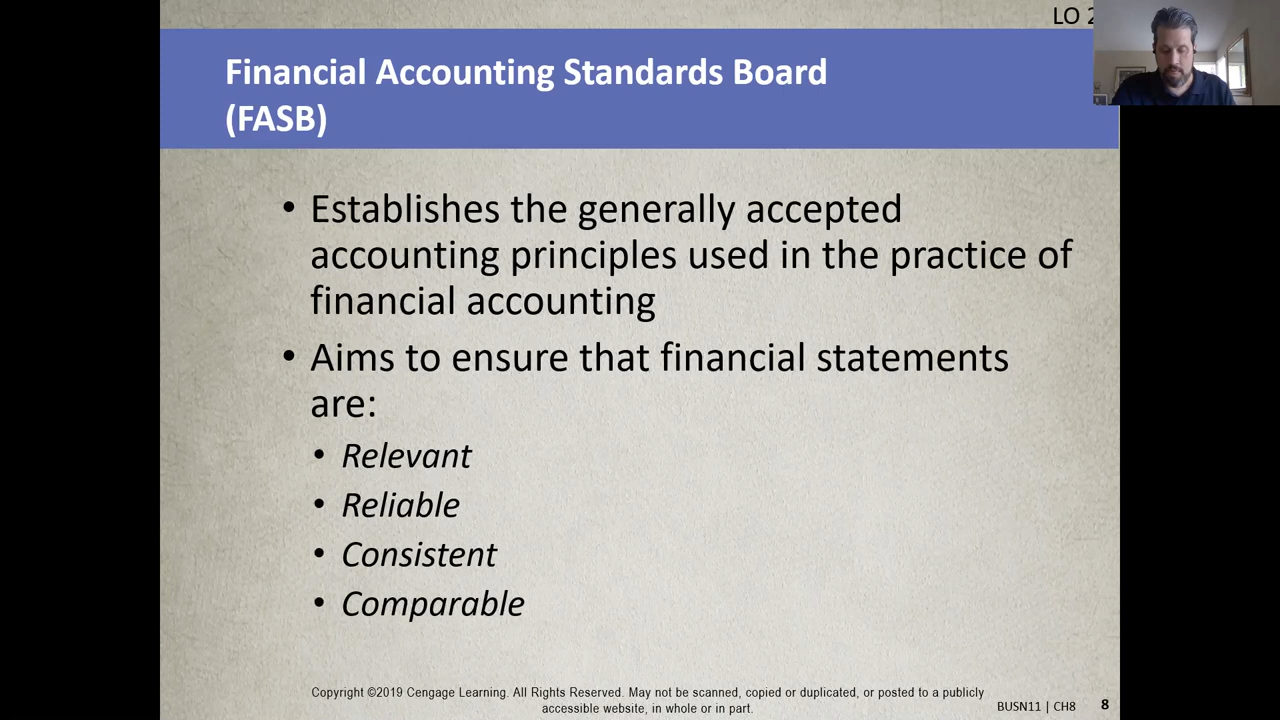 LO 2
Financial Accounting Standards Board
(FASB)
• Establishes the generally accepted
accounting principles used in the practice of
financial accounting
• Aims to ensure that financial statements
are:
• Relevant
• Reliable
• Consistent
• Comparable
Copyright ©2019 Cengage Learning. All Rights Reserved. May not be scanned, copied or duplicated, or posted to a publicly
accessible website, in whole or in part.
BUSN11 | CH8 8